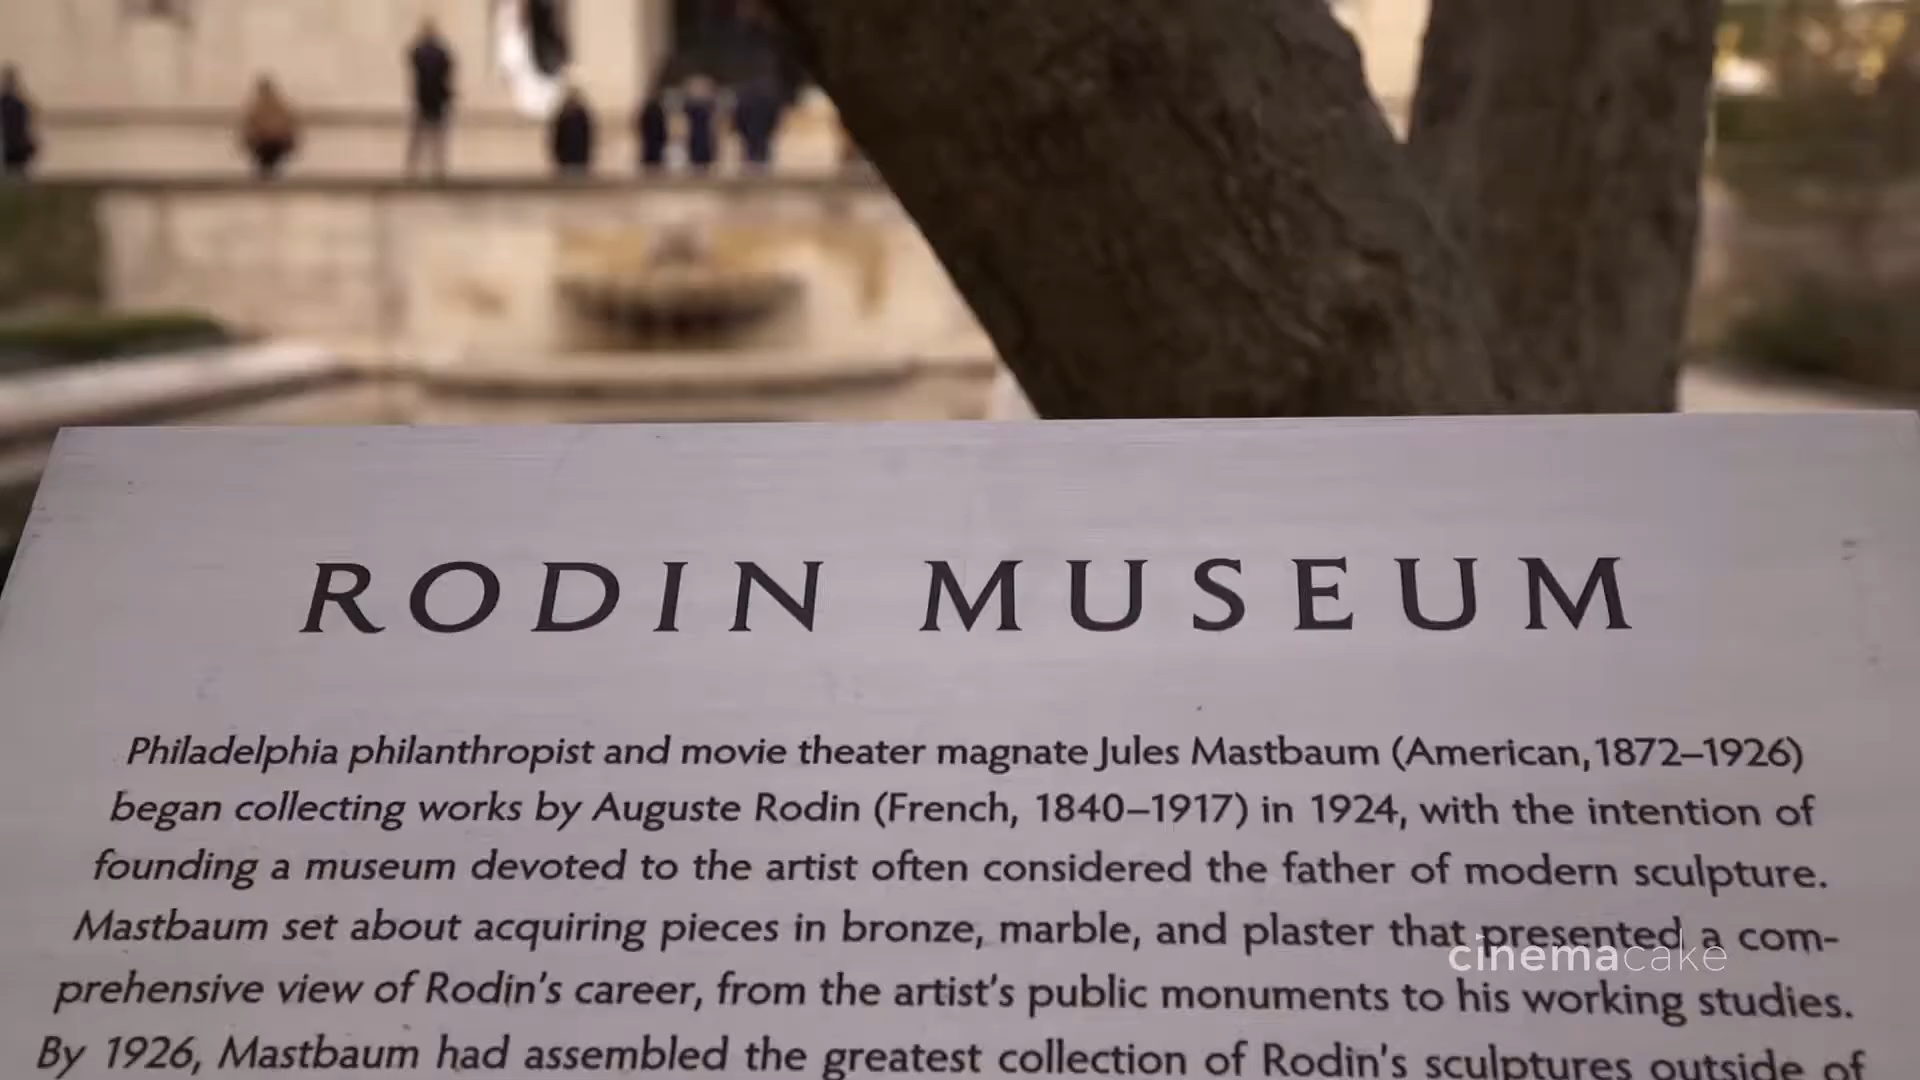 RODIN MUSEUM
Philadelphia philanthropist and movie theater magnate Jules Mastbaum (American, 1872–1926)
began collecting works by Auguste Rodin (French, 1840–1917) in 1924, with the intention of
founding a museum devoted to the artist often considered the father of modern sculpture.
Mastbaum set about acquiring pieces in bronze, marble, and plaster that presented a com-
prehensive view of Rodin's career, from the artist's public monuments to his working studies.
By 1926, Mastbaum had assembled the greatest collection of Rodin's sculptures outside of
cinemacake